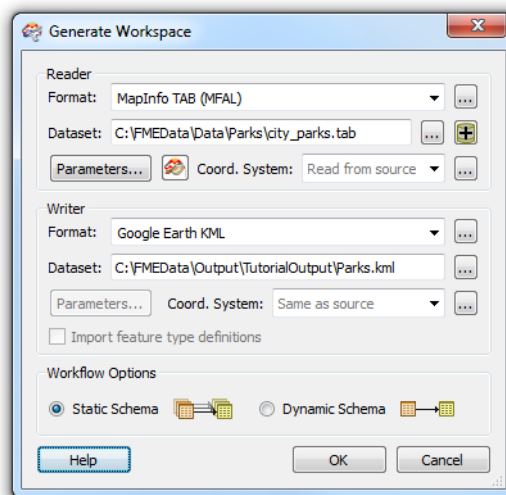 Generate Workspace
Reader
Format: MapInfo TAB (MFAL) ...
Dataset: C:\FMEData\Data\Parks\city_parks.tab ...
Parameters... Coord. System: Read from source ...
Writer
Format: Google Earth KML ...
Dataset: C:\FMEData\Output\TutorialOutput\Parks.kml ...
Parameters... Coord. System: Same as source ...
Import feature type definitions
Workflow Options
Static Schema Dynamic Schema
Help OK Cancel